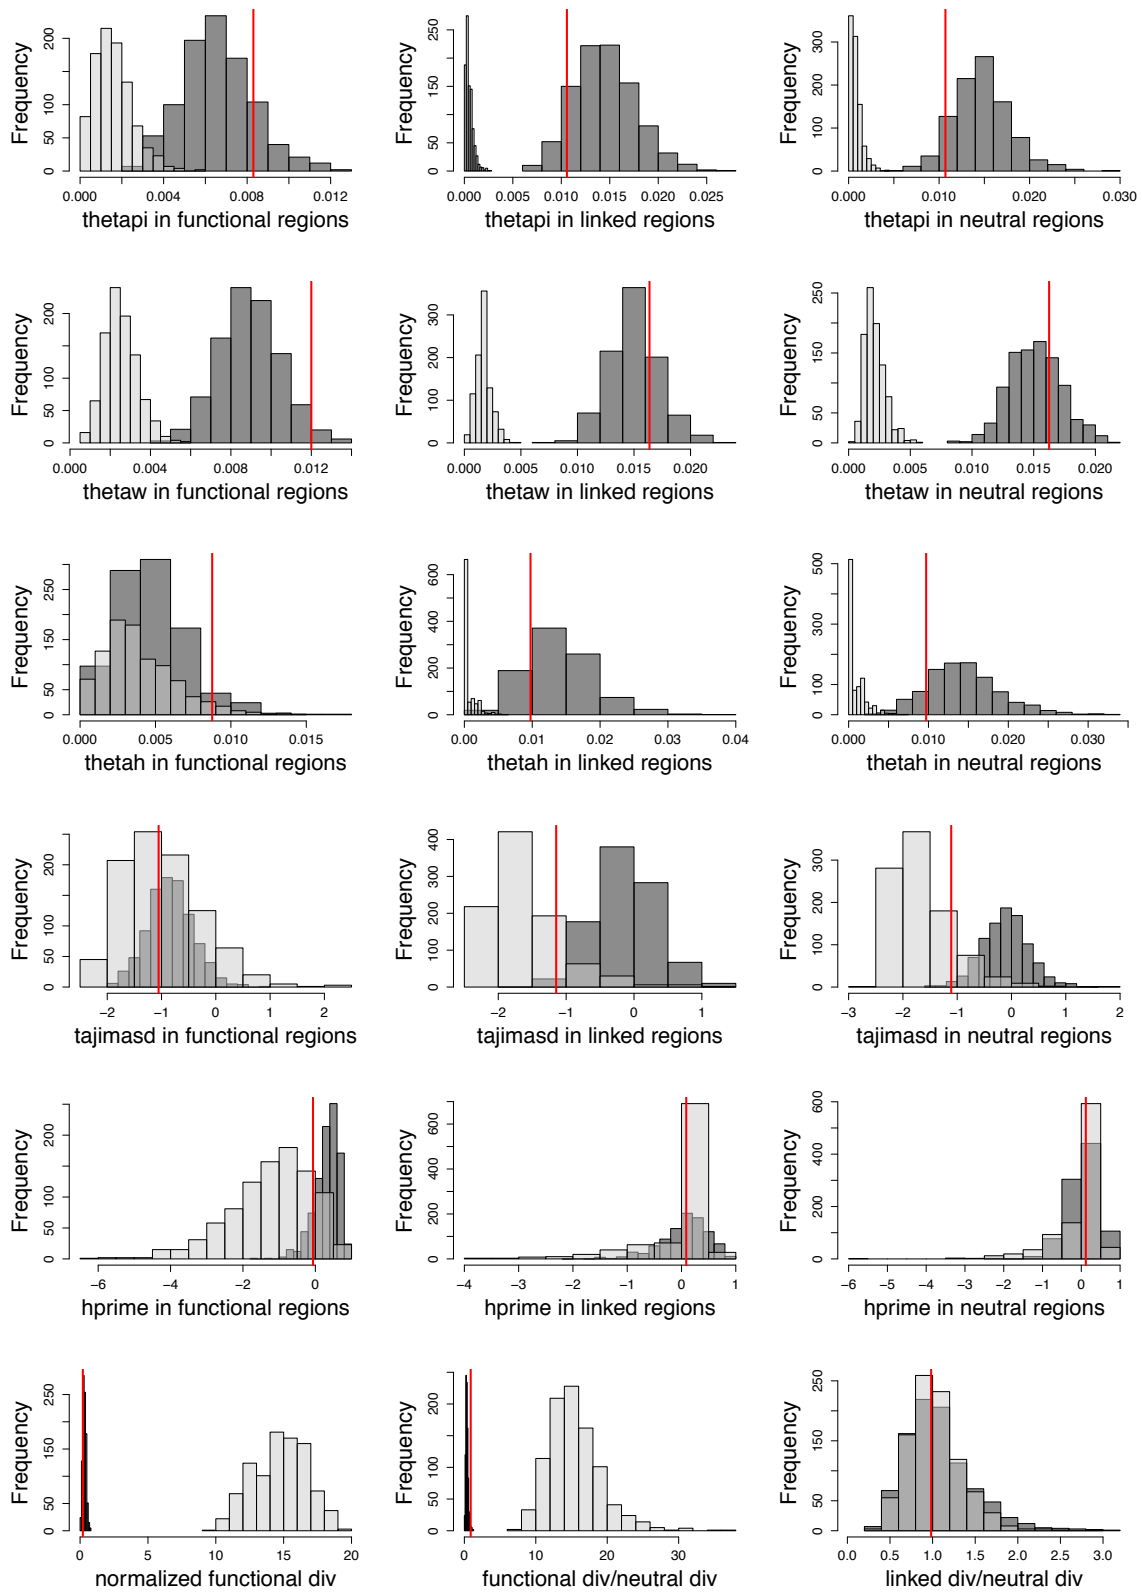 Frequency
0 50 100 200
0.000 0.004 0.008 0.012
thetapi in functional regions
Frequency
0 50 150 250
0.000 0.005 0.010 0.015 0.020 0.025
thetapi in linked regions
Frequency
0 100 200 300
0.000 0.010 0.020 0.030
thetapi in neutral regions
Frequency
0 50 150 250
0.000 0.004 0.008 0.012
thetaw in functional regions
Frequency
0 100 200 300
0.000 0.005 0.010 0.015 0.020
thetaw in linked regions
Frequency
0 50 150 250
0.000 0.005 0.010 0.015 0.020
thetaw in neutral regions
Frequency
0 50 150 250
0.000 0.005 0.010 0.015
thetah in functional regions
Frequency
0 200 400 600
0.00 0.01 0.02 0.03 0.04
thetah in linked regions
Frequency
0 100 300 500
0.000 0.010 0.020 0.030
thetah in neutral regions
Frequency
0 50 100 200
−2 −1 0 1 2
tajimasd in functional regions
Frequency
0 100 200 300 400
−2 −1 0 1
tajimasd in linked regions
Frequency
0 100 200 300
−3 −2 −1 0 1 2
tajimasd in neutral regions
Frequency
0 50 100 200
−6 −4 −2 0
hprime in functional regions
Frequency
0 200 400 600
−4 −3 −2 −1 0 1
hprime in linked regions
Frequency
0 200 400 600
−6 −5 −4 −3 −2 −1 0 1
hprime in neutral regions
Frequency
0 50 150 250
0 5 10 15 20
normalized functional div
Frequency
0 50 100 200
0 10 20 30
functional div/neutral div
Frequency
0 50 150 250
0.0 0.5 1.0 1.5 2.0 2.5 3.0
linked div/neutral div